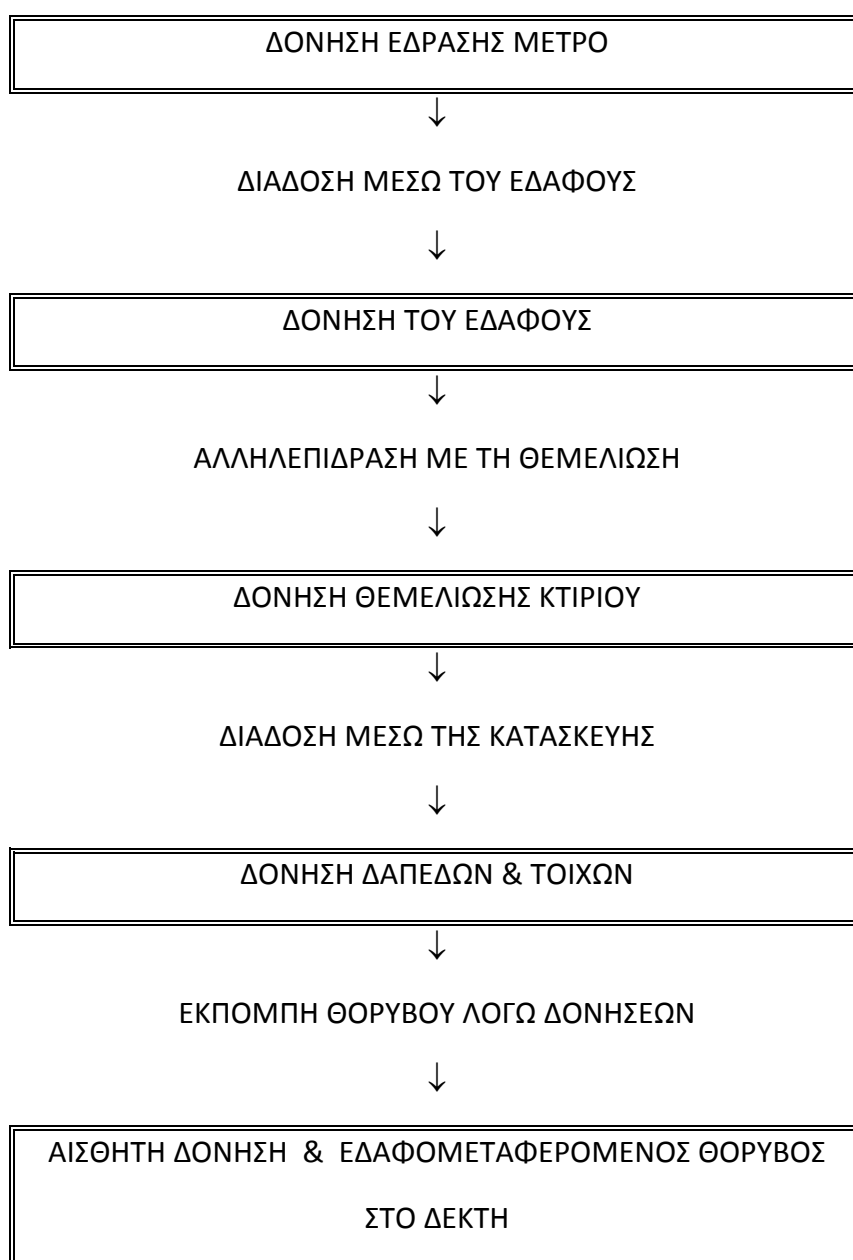 ΔΟΝΗΣΗ ΕΔΡΑΣΗΣ ΜΕΤΡΟ
↓
ΔΙΑΔΟΣΗ ΜΕΣΩ ΤΟΥ ΕΔΑΦΟΥΣ
↓
ΔΟΝΗΣΗ ΤΟΥ ΕΔΑΦΟΥΣ
↓
ΑΛΛΗΛΕΠΙΔΡΑΣΗ ΜΕ ΤΗ ΘΕΜΕΛΙΩΣΗ
↓
ΔΟΝΗΣΗ ΘΕΜΕΛΙΩΣΗΣ ΚΤΙΡΙΟΥ
↓
ΔΙΑΔΟΣΗ ΜΕΣΩ ΤΗΣ ΚΑΤΑΣΚΕΥΗΣ
↓
ΔΟΝΗΣΗ ΔΑΠΕΔΩΝ & ΤΟΙΧΩΝ
↓
ΕΚΠΟΜΠΗ ΘΟΡΥΒΟΥ ΛΟΓΩ ΔΟΝΗΣΕΩΝ
↓
ΑΙΣΘΗΤΗ ΔΟΝΗΣΗ & ΕΔΑΦΟΜΕΤΑΦΕΡΟΜΕΝΟΣ ΘΟΡΥΒΟΣ
ΣΤΟ ΔΕΚΤΗ